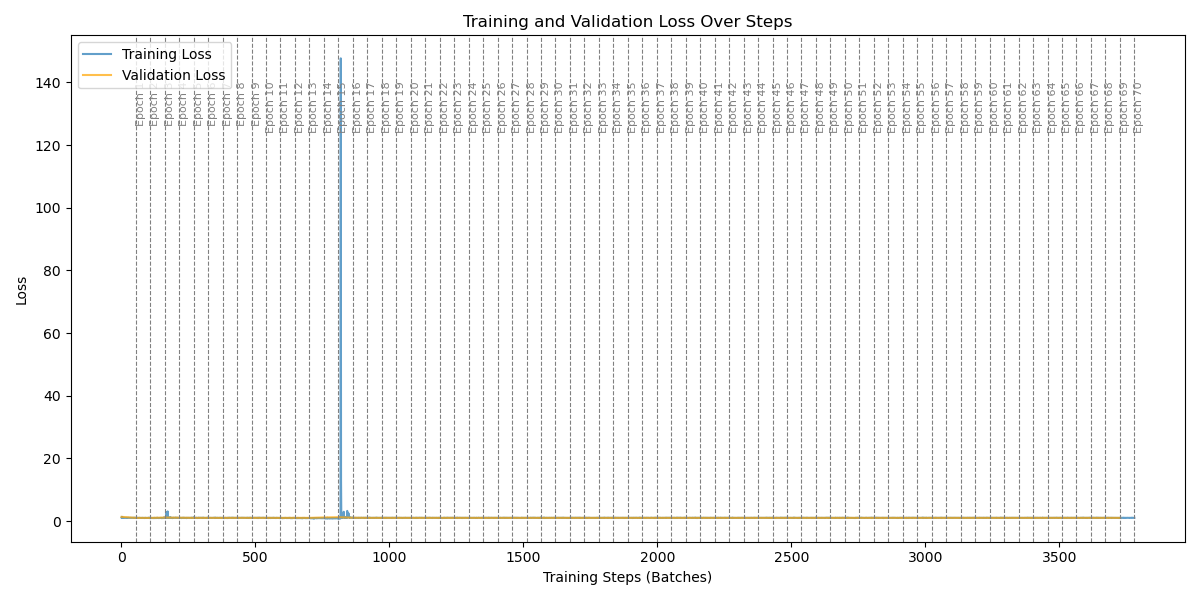 Training and Validation Loss Over Steps
Training Loss
Validation Loss
Epoch 8
Epoch 9
Epoch 10
Epoch 11
Epoch 12
Epoch 13
Epoch 14
Epoch 16
Epoch 17
Epoch 18
Epoch 19
Epoch 20
Epoch 21
Epoch 22
Epoch 23
Epoch 24
Epoch 25
Epoch 26
Epoch 27
Epoch 28
Epoch 29
Epoch 30
Epoch 31
Epoch 32
Epoch 33
Epoch 34
Epoch 35
Epoch 36
Epoch 37
Epoch 38
Epoch 39
Epoch 40
Epoch 41
Epoch 42
Epoch 43
Epoch 44
Epoch 45
Epoch 46
Epoch 47
Epoch 48
Epoch 49
Epoch 50
Epoch 51
Epoch 52
Epoch 53
Epoch 54
Epoch 55
Epoch 56
Epoch 57
Epoch 58
Epoch 59
Epoch 60
Epoch 61
Epoch 62
Epoch 63
Epoch 64
Epoch 65
Epoch 66
Epoch 67
Epoch 68
Epoch 69
Epoch 70
140
120
100
80
60
40
20
0
Loss
0
500
1000
1500
2000
2500
3000
3500
Training Steps (Batches)